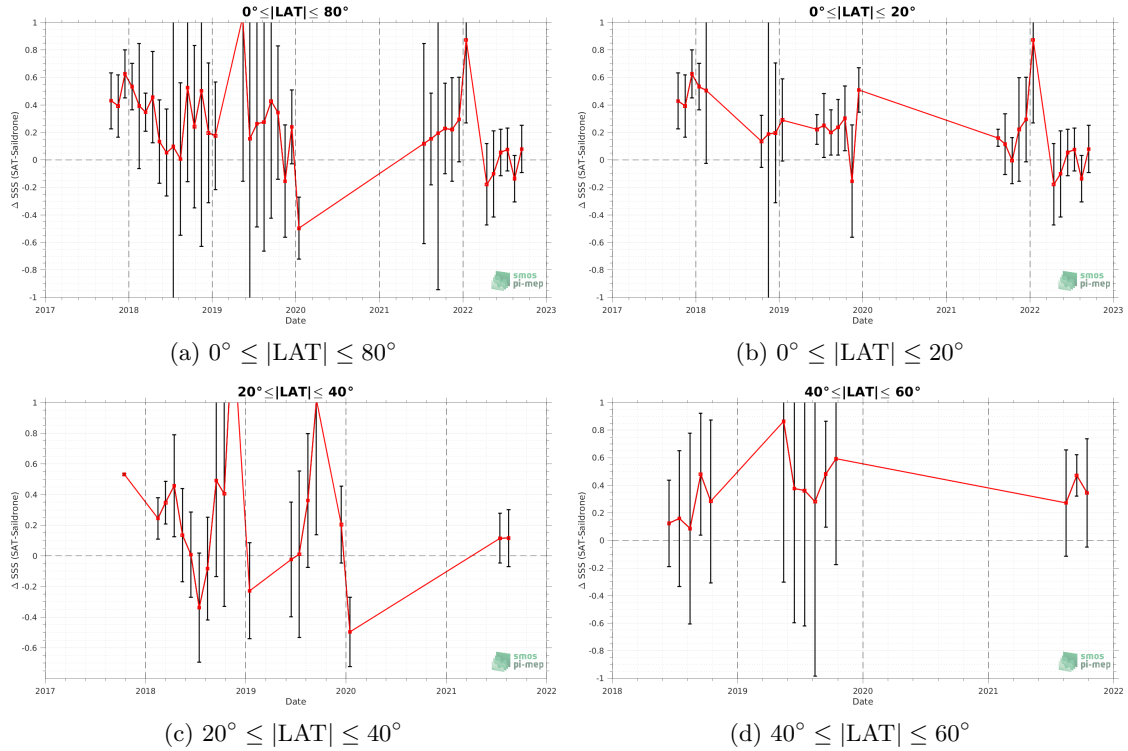 0°≤|LAT|≤ 80°
1
0.8
0.6
0.4
0.2
0
-0.2
-0.4
-0.6
-0.8
-1
Δ SSS (SAT-Saildrone)
2017
2018
2019
2020
2021
2022
2023
Date
smos
pi-mep
(a) 0° ≤ |LAT| ≤ 80°
0°≤|LAT|≤ 20°
1
0.8
0.6
0.4
0.2
0
-0.2
-0.4
-0.6
-0.8
-1
Δ SSS (SAT-Saildrone)
2017
2018
2019
2020
2021
2022
2023
Date
smos
pi-mep
(b) 0° ≤ |LAT| ≤ 20°
20°≤|LAT|≤ 40°
1
0.8
0.6
0.4
0.2
0
-0.2
-0.4
-0.6
Δ SSS (SAT-Saildrone)
2017
2018
2019
2020
2021
2022
Date
smos
pi-mep
(c) 20° ≤ |LAT| ≤ 40°
40°≤|LAT|≤ 60°
1
0.8
0.6
0.4
0.2
0
-0.2
-0.4
-0.6
-0.8
-1
Δ SSS (SAT-Saildrone)
2018
2019
2020
2021
2022
Date
smos
pi-mep
(d) 40° ≤ |LAT| ≤ 60°